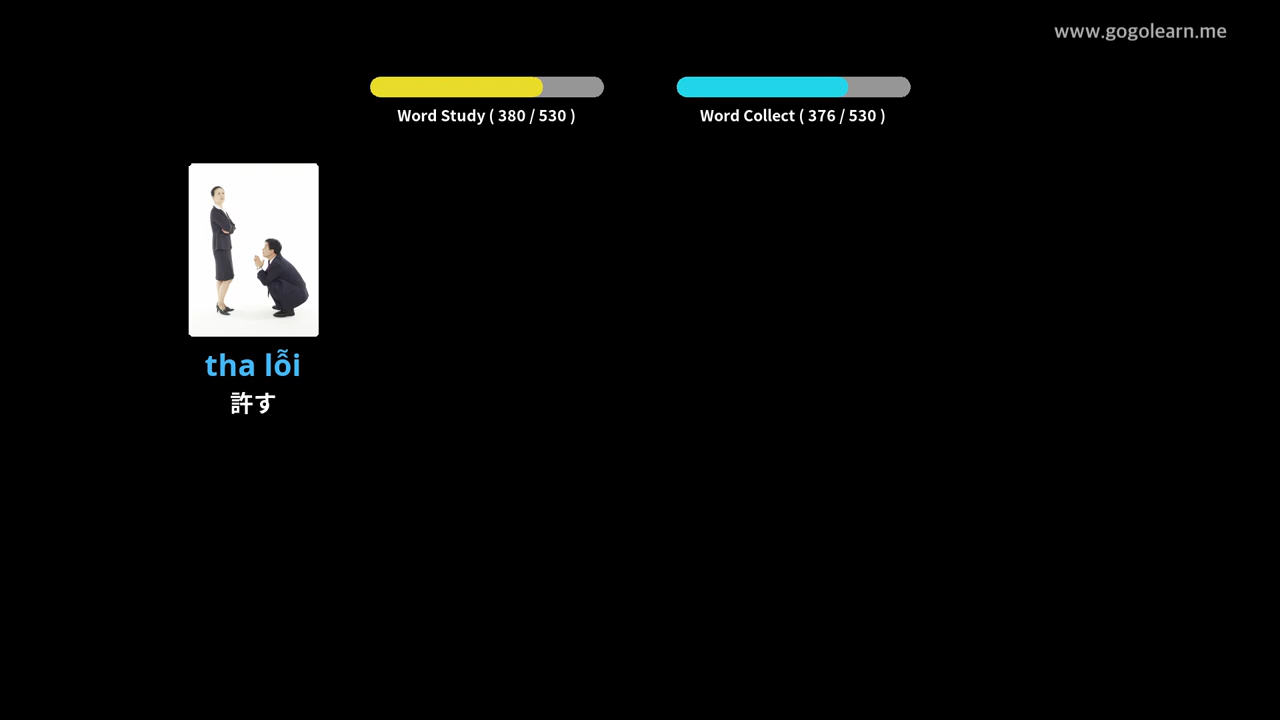 www.gogolearn.me
Word Study ( 380 / 530 )
Word Collect ( 376 / 530 )
tha lỗi
許す